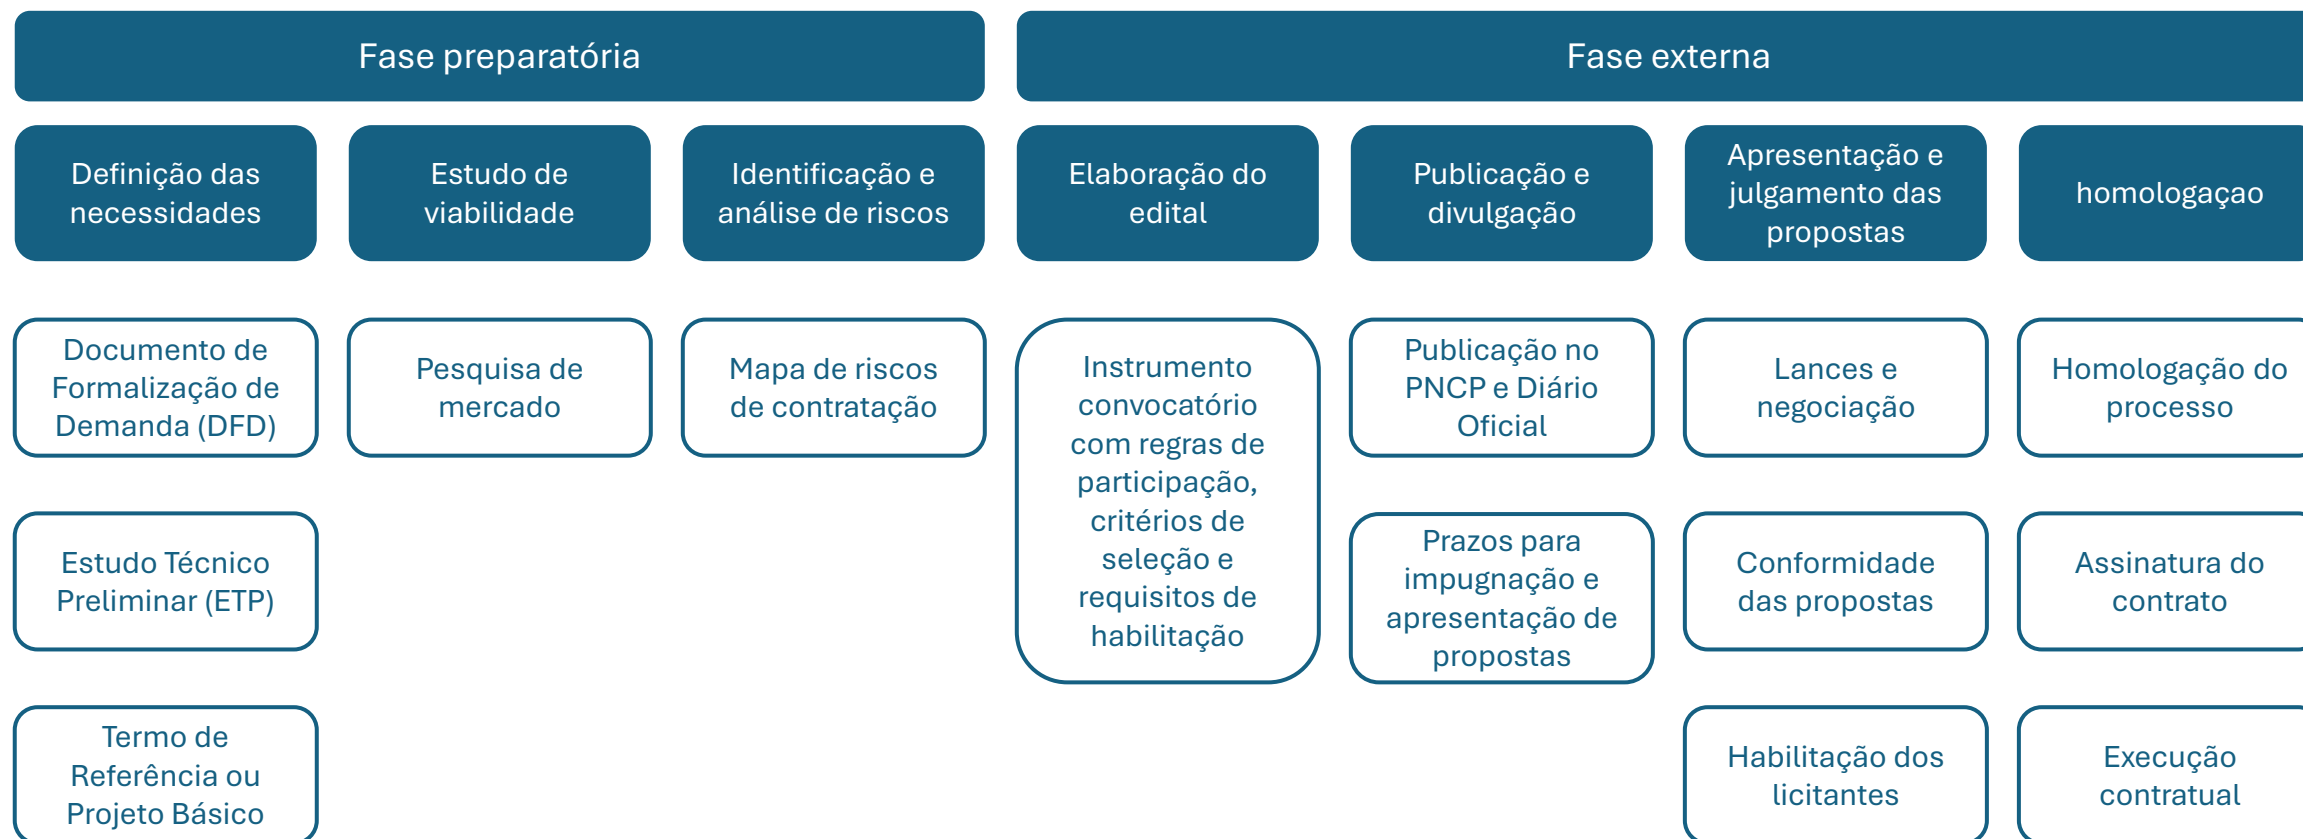 Fase preparatória
Fase externa
Definição das
necessidades
Estudo de
viabilidade
Identificação e
análise de riscos
Elaboração do
edital
Publicação e
divulgação
Apresentação e
julgamento das
propostas
homologaçao
Documento de
Formalização de
Demanda (DFD)
Pesquisa de
mercado
Mapa de riscos
de contratação
Instrumento
convocatório
com regras de
participação,
critérios de
seleção e
requisitos de
habilitação
Publicação no
PNCP e Diário
Oficial
Lances e
negociação
Homologação do
processo
Estudo Técnico
Preliminar (ETP)
Prazos para
impugnação e
apresentação de
propostas
Conformidade
das propostas
Assinatura do
contrato
Termo de
Referência ou
Projeto Básico
Habilitação dos
licitantes
Execução
contratual